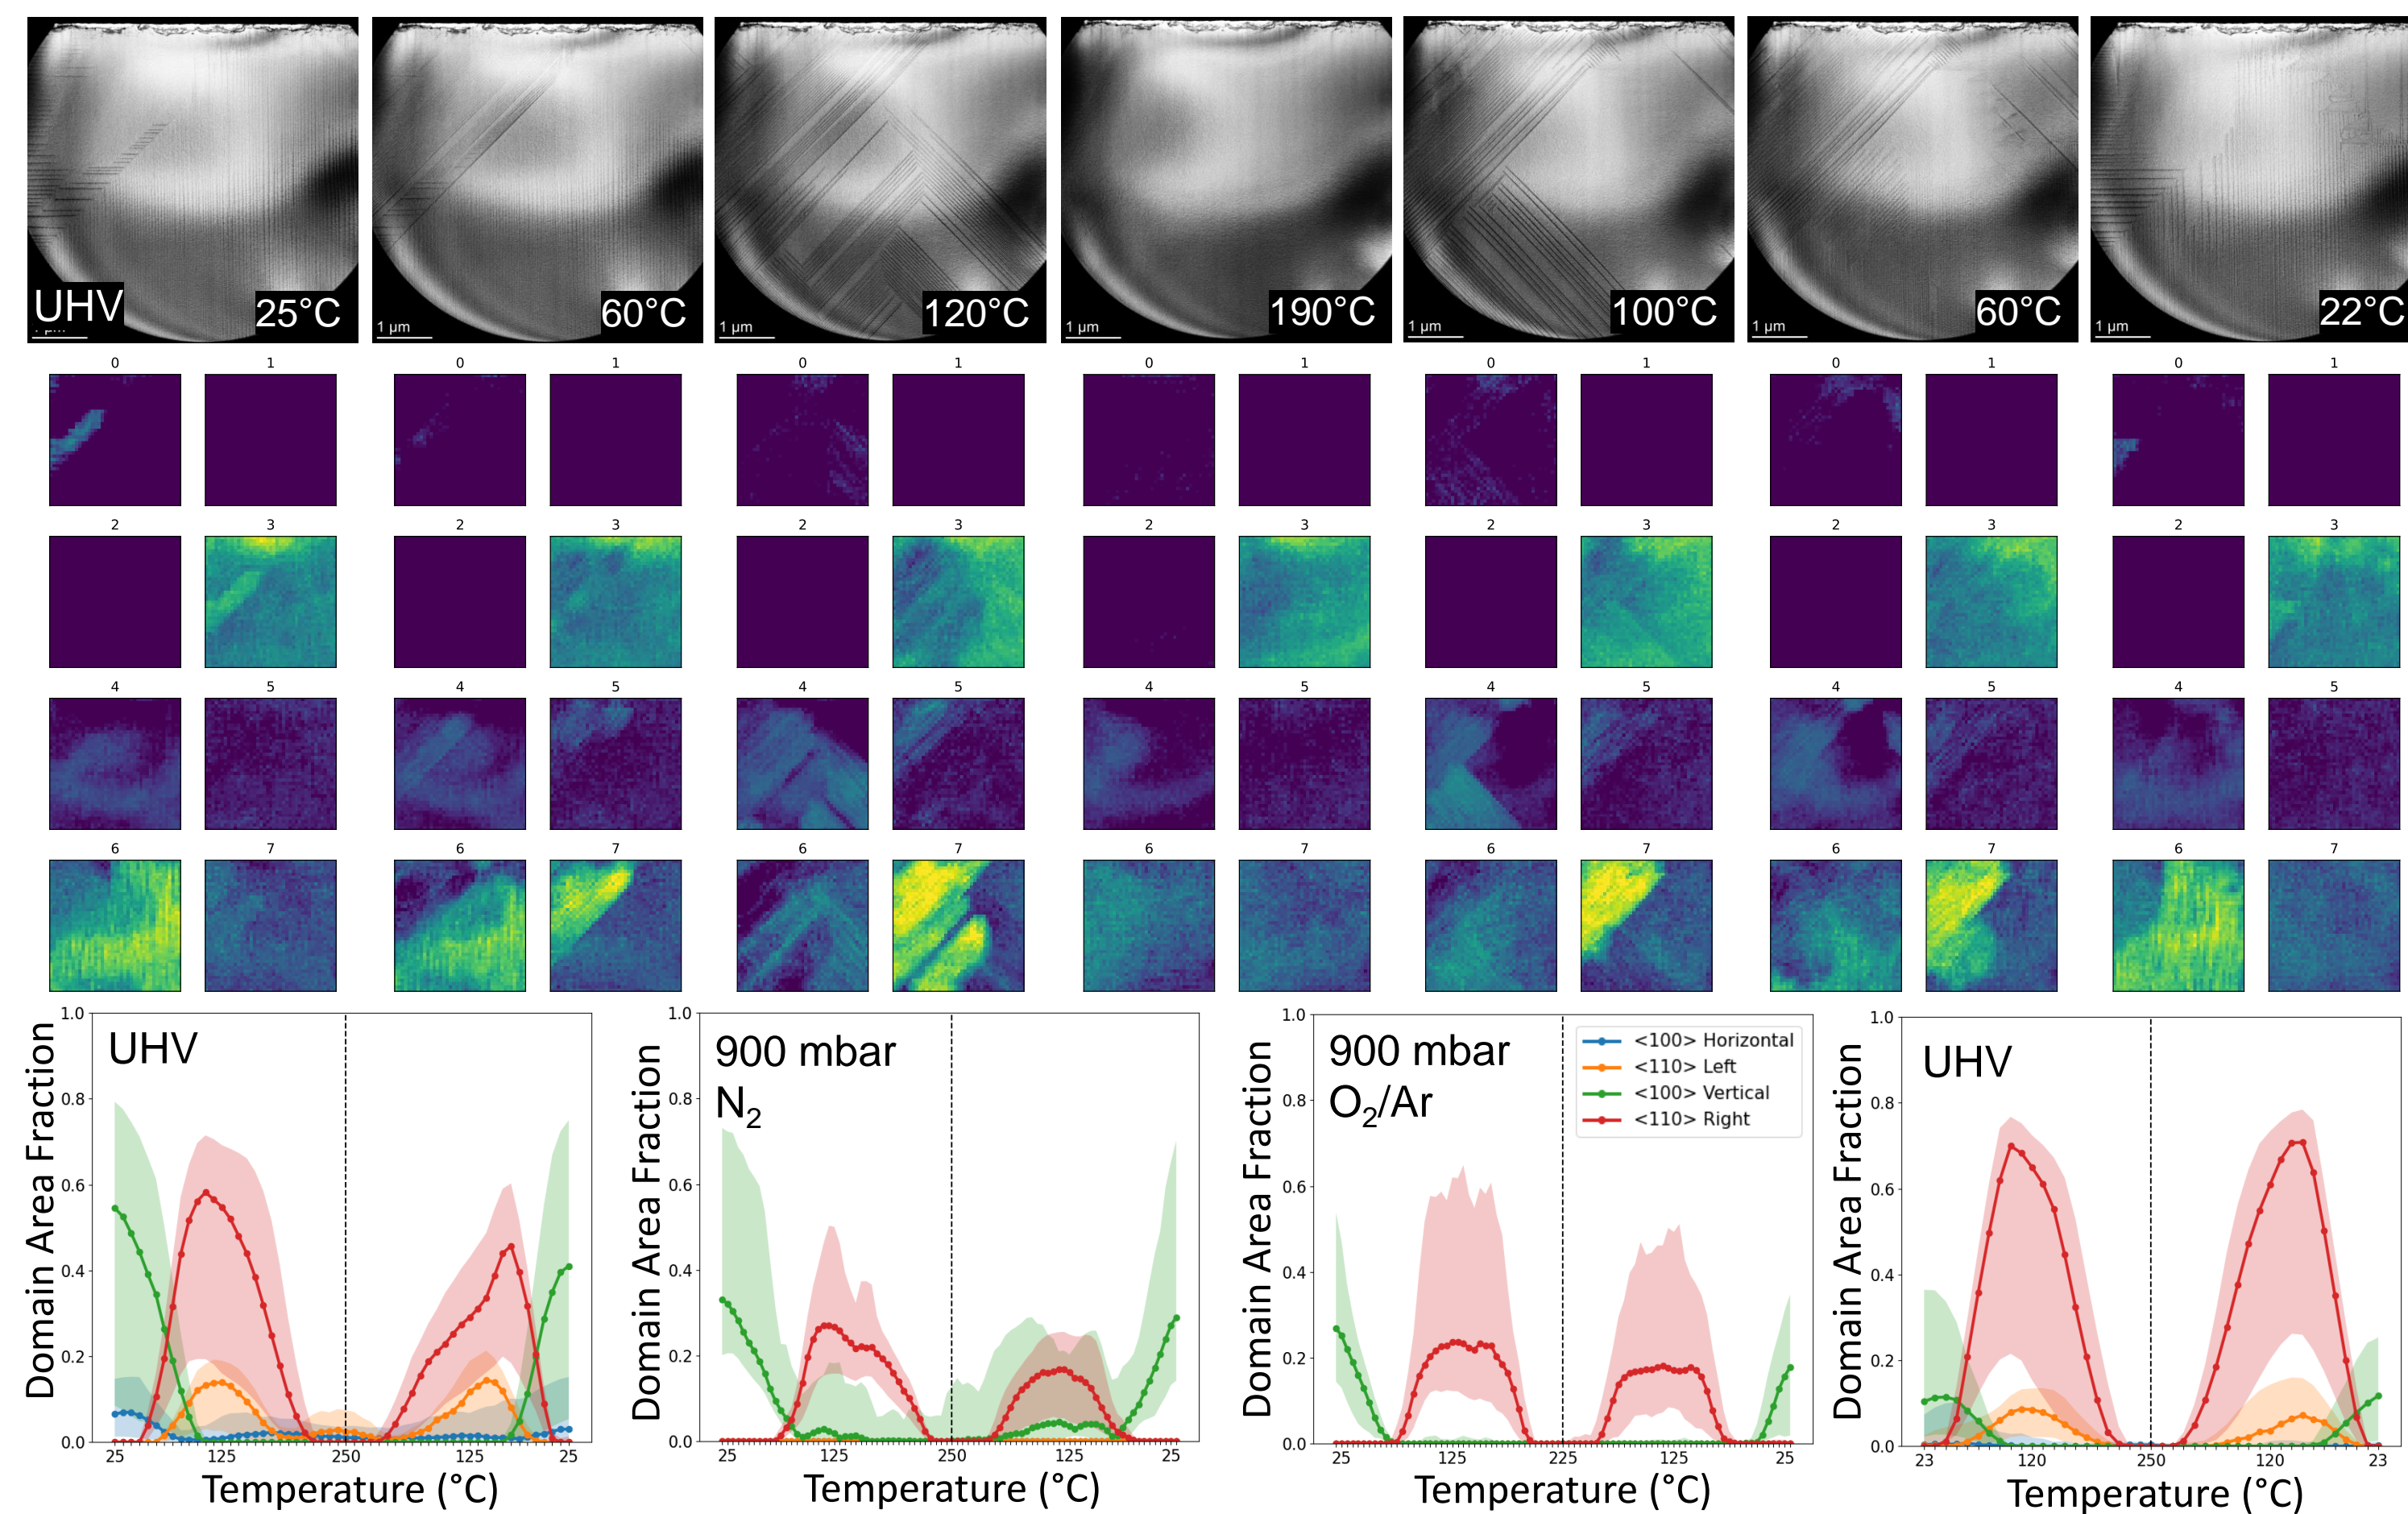 UHV
25°C
1 µm
60°C
1 µm
120°C
1 µm
190°C
1 µm
100°C
1 µm
60°C
1 µm
22°C
0 1 0 1 0 1 0 1 0 1 0 1 0 1
2 3 2 3 2 3 2 3 2 3 2 3 2 3
4 5 4 5 4 5 4 5 4 5 4 5 4 5
6 7 6 7 6 7 6 7 6 7 6 7 6 7
UHV
Domain Area Fraction
1.0
0.8
0.6
0.4
0.2
0.0
25 125 250 125 25
Temperature (°C)
900 mbar
N2
Domain Area Fraction
1.0
0.8
0.6
0.4
0.2
0.0
25 125 250 125 25
Temperature (°C)
900 mbar
O2/Ar
Domain Area Fraction
1.0
0.8
0.6
0.4
0.2
0.0
25 125 225 125 25
Temperature (°C)
<100> Horizontal
<110> Left
<100> Vertical
<110> Right
UHV
Domain Area Fraction
1.0
0.8
0.6
0.4
0.2
0.0
23 120 250 120 23
Temperature (°C)